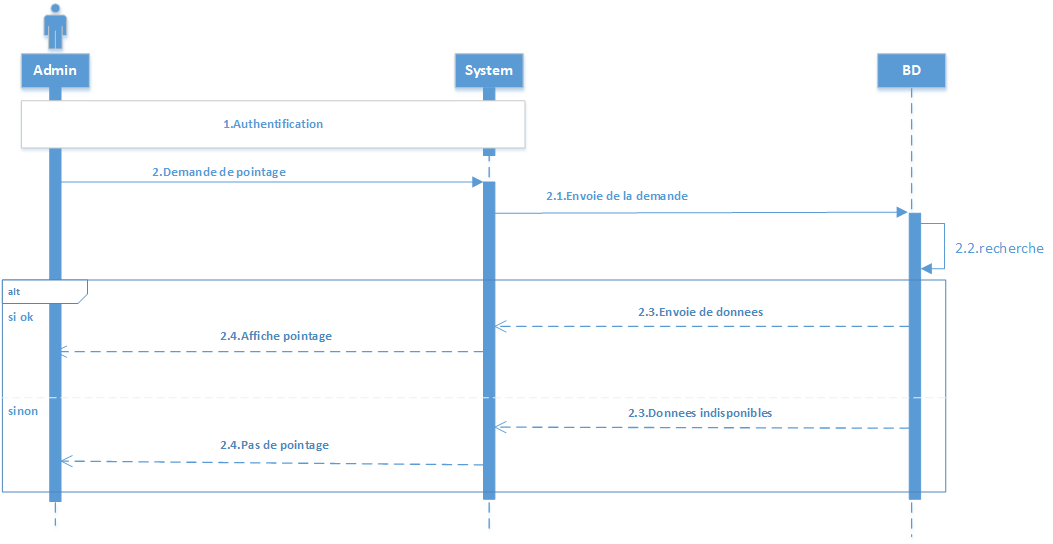 Admin
System
BD
1.Authentification
2.Demande de pointage
2.1.Envoie de la demande
2.2.recherche
alt
si ok
2.3.Envoie de donnees
2.4.Affiche pointage
sinon
2.3.Donnees indisponibles
2.4.Pas de pointage